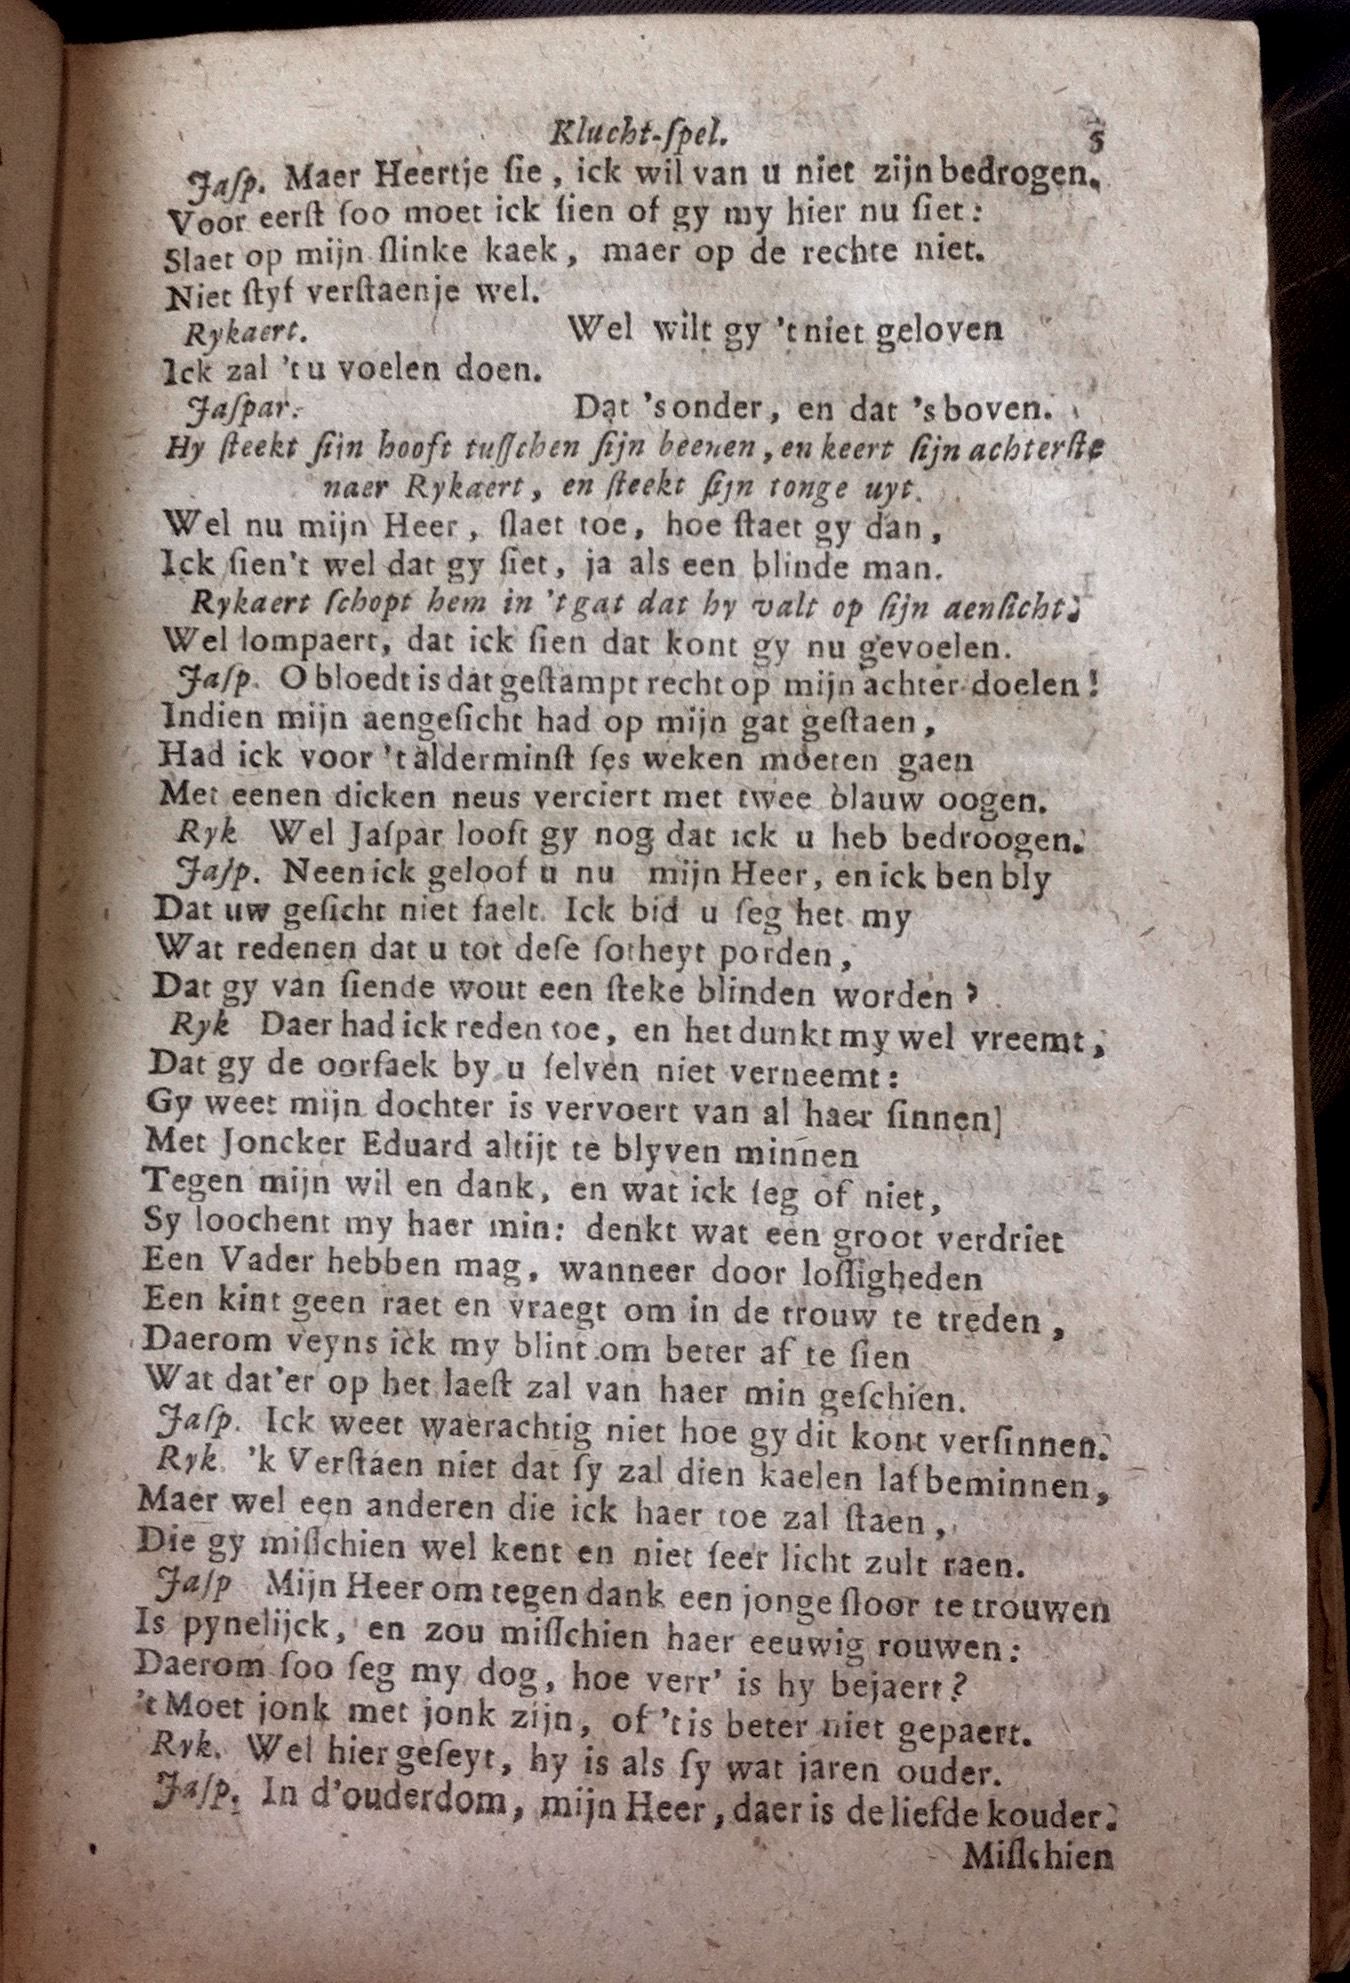 Klucht-ſpel. 5
Jaſp. Maer Heertje ſie, ick wil van u niet zijn bedrogen.
Voor eerſt ſoo moet ick ſien of gy my hier nu ſiet:
Slaet op mijn ſlinke kaek, maer op de rechte niet.
Niet ſtyf verſtaenje wel.
Rykaert. Wel wilt gy 't niet geloven
Ick zal 't u voelen doen.
Jaſpar. Dat 's onder, en dat 's boven.
Hy ſteekt ſijn hooft tuſſchen ſijn beenen, en keert ſijn achterſte
naer Rykaert, en ſteekt ſijn tonge uyt.
Wel nu mijn Heer, ſlaet toe, hoe ſtaet gy dan,
Ick ſien't wel dat gy ſiet, ja als een blinde man.
Rykaert ſchopt hem in 't gat dat hy valt op ſijn aenſicht.
Wel lompaert, dat ick ſien dat kont gy nu gevoelen.
Jaſp. O bloedt is dat geſtampt recht op mijn achter doelen!
Indien mijn aengeſicht had op mijn gat geſtaen,
Had ick voor 't alderminſt ſes weken moeten gaen
Met eenen dicken neus verciert met twee blauw oogen.
Ryk Wel Jaſpar looft gy nog dat ick u heb bedroogen.
Jaſp. Neen ick geloof u nu mijn Heer, en ick ben bly
Dat uw geſicht niet faelt. Ick bid u ſeg het my
Wat redenen dat u tot deſe ſotheyt porden,
Dat gy van ſiende wout een ſteke blinden worden?
Ryk Daer had ick reden toe, en het dunkt my wel vreemt,
Dat gy de oorſaek by u ſelven niet verneemt:
Gy weet mijn dochter is vervoert van al haer ſinnen]
Met Joncker Eduard altijt te blyven minnen
Tegen mijn wil en dank, en wat ick ſeg of niet,
Sy loochent my haer min: denkt wat een groot verdriet
Een Vader hebben mag, wanneer door loſſigheden
Een kint geen raet en vraegt om in de trouw te treden,
Daerom veyns ick my blint om beter af te ſien
Wat dat'er op het laeſt zal van haer min geſchien.
Jaſp. Ick weet waerachtig niet hoe gy dit kont verſinnen.
Ryk. 'k Verſtaen niet dat ſy zal dien kaelen laf beminnen,
Maer wel een anderen die ick haer toe zal ſtaen,
Die gy miſſchien wel kent en niet ſeer licht zult raen.
Jaſp Mijn Heer om tegen dank een jonge ſloor te trouwen
Is pynelijck, en zou miſſchien haer eeuwig rouwen:
Daerom ſoo ſeg my dog, hoe verr' is hy bejaert?
't Moet jonk met jonk zijn, of 't is beter niet gepaert.
Ryk. Wel hier geſeyt, hy is als ſy wat jaren ouder.
Jaſp. In d'ouderdom, mijn Heer, daer is de liefde kouder.
Miſſchien